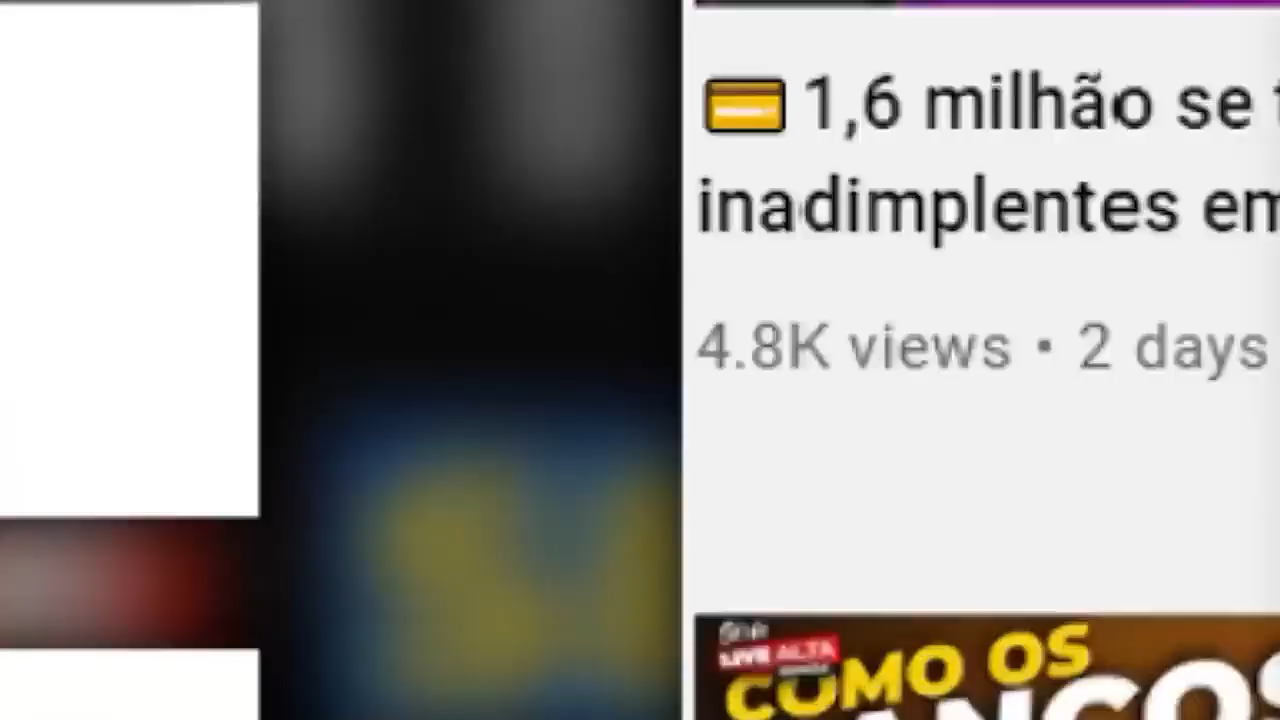 1,6 milhão se
inadimplentes em
4.8K views • 2 days
LIVE ALTA
COMO OS